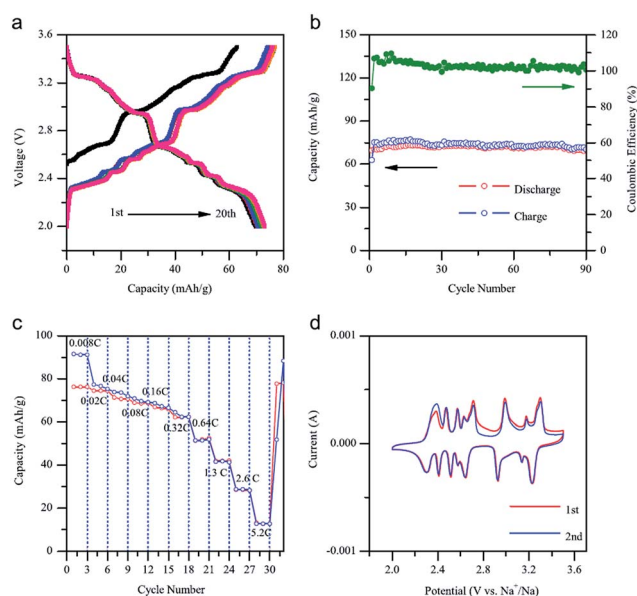 a
3.6
3.2
2.8
2.4
2.0
Voltage (V)
1st
20th
0
20
40
60
80
Capacity (mAh/g)
b
150
125
100
75
50
25
0
Capacity (mAh/g)
120
100
80
60
40
20
0
Coulombic Efficiency (%)
Discharge
Charge
0
30
60
90
Cycle Number
c
100
80
60
40
20
0
Capacity (mAh/g)
0.008C
0.02C
0.04C
0.08C
0.16C
0.32C
0.64C
1.3 C
2.6 C
5.2C
0
3
6
9
12
15
18
21
24
27
30
Cycle Number
d
0.001
0.000
-0.001
Current (A)
1st
2nd
2.0
2.4
2.8
3.2
3.6
Potential (V vs. Na⁺/Na)